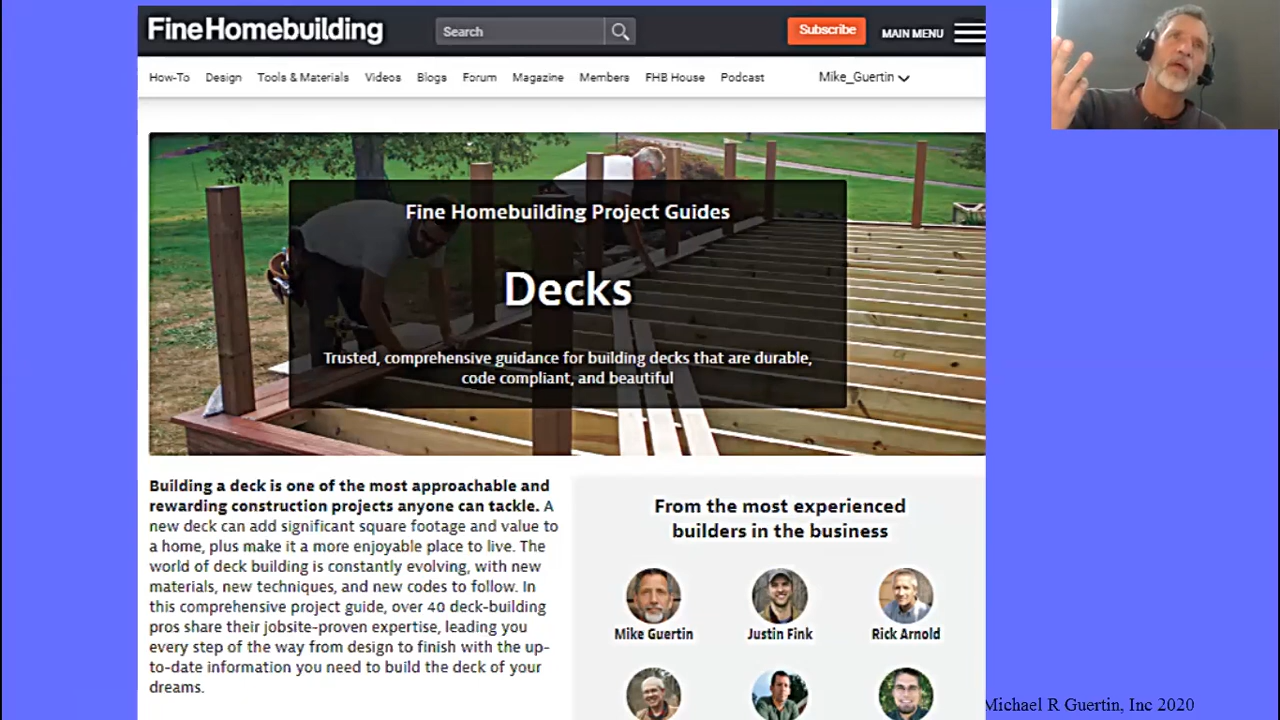 FineHomebuilding
Search
Subscribe
MAIN MENU
How-To Design Tools & Materials Videos Blogs Forum Magazine Members FHB House Podcast Mike_Guertin
Fine Homebuilding Project Guides
Decks
Trusted, comprehensive guidance for building decks that are durable,
code compliant, and beautiful
Building a deck is one of the most approachable and
rewarding construction projects anyone can tackle. A
new deck can add significant square footage and value to
a home, plus make it a more enjoyable place to live. The
world of deck building is constantly evolving, with new
materials, new techniques, and new codes to follow. In
this comprehensive project guide, over 40 deck-building
pros share their jobsite-proven expertise, leading you
every step of the way from design to finish with the up-
to-date information you need to build the deck of your
dreams.
From the most experienced
builders in the business
Mike Guertin Justin Fink Rick Arnold
Michael R Guertin, Inc 2020